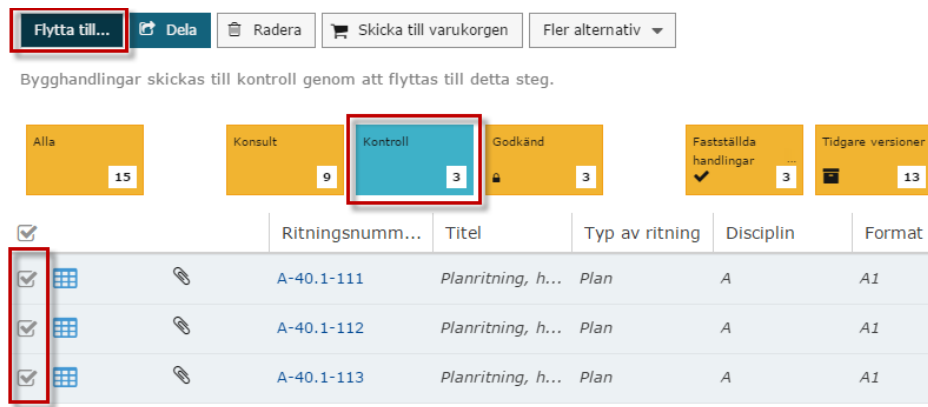 Flytta till... Dela Radera Skicka till varukorgen Fler alternativ
Bygghandlingar skickas till kontroll genom att flyttas till detta steg.
Alla Konsult Kontroll Godkänd Fastställda Tidgare versioner
handlingar ...
15 9 3 3 3 13
Ritningsnumm... Titel Typ av ritning Disciplin Format
A-40.1-111 Planritning, h... Plan A A1
A-40.1-112 Planritning, h... Plan A A1
A-40.1-113 Planritning, h... Plan A A1